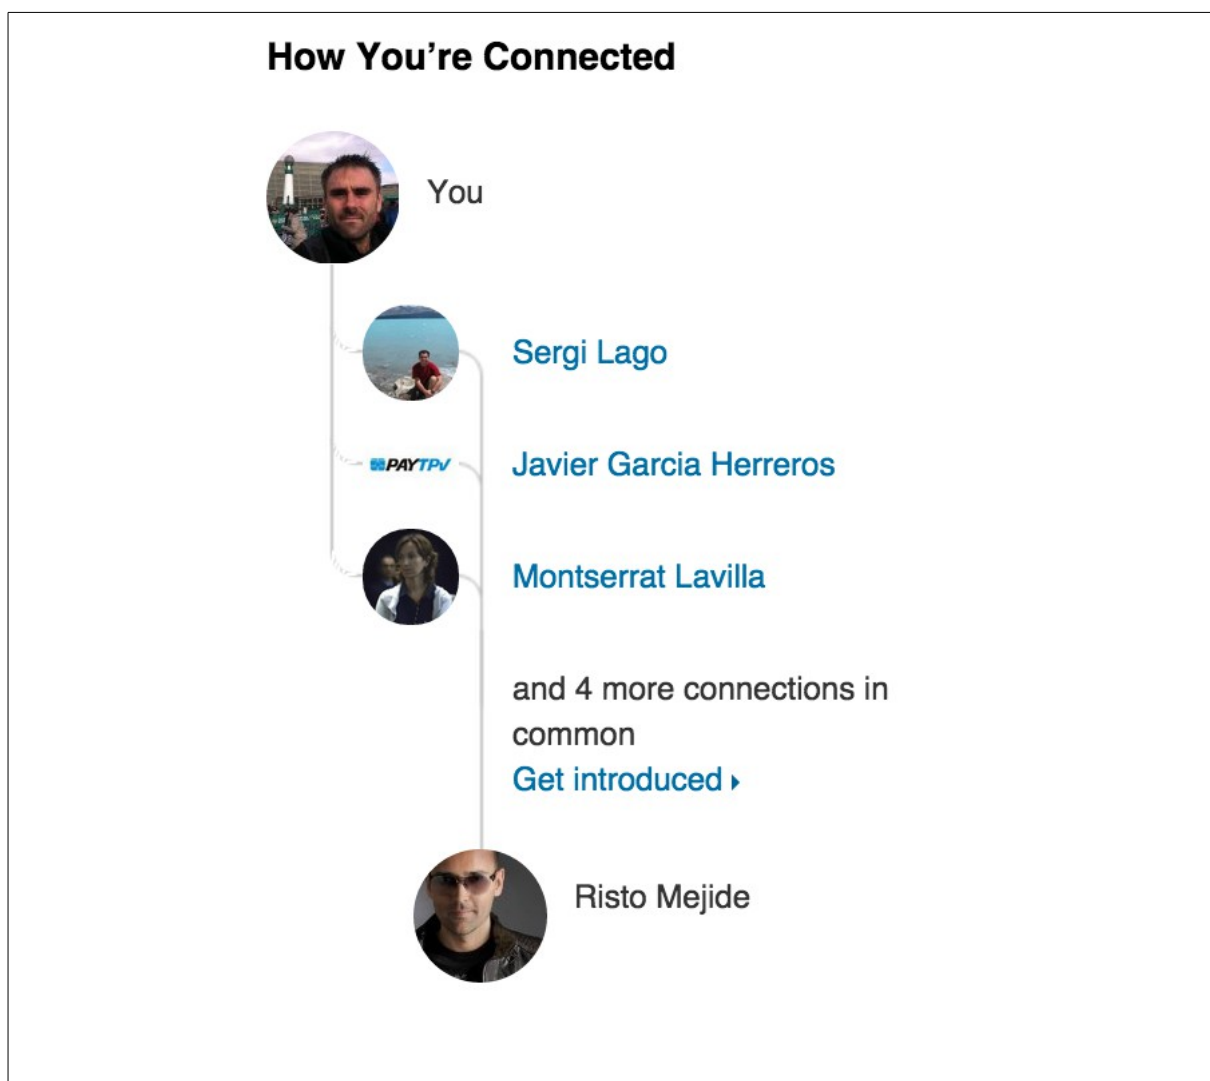 How You’re Connected
You
Sergi Lago
PAYTPV
Javier Garcia Herreros
Montserrat Lavilla
and 4 more connections in
common
Get introduced
Risto Mejide